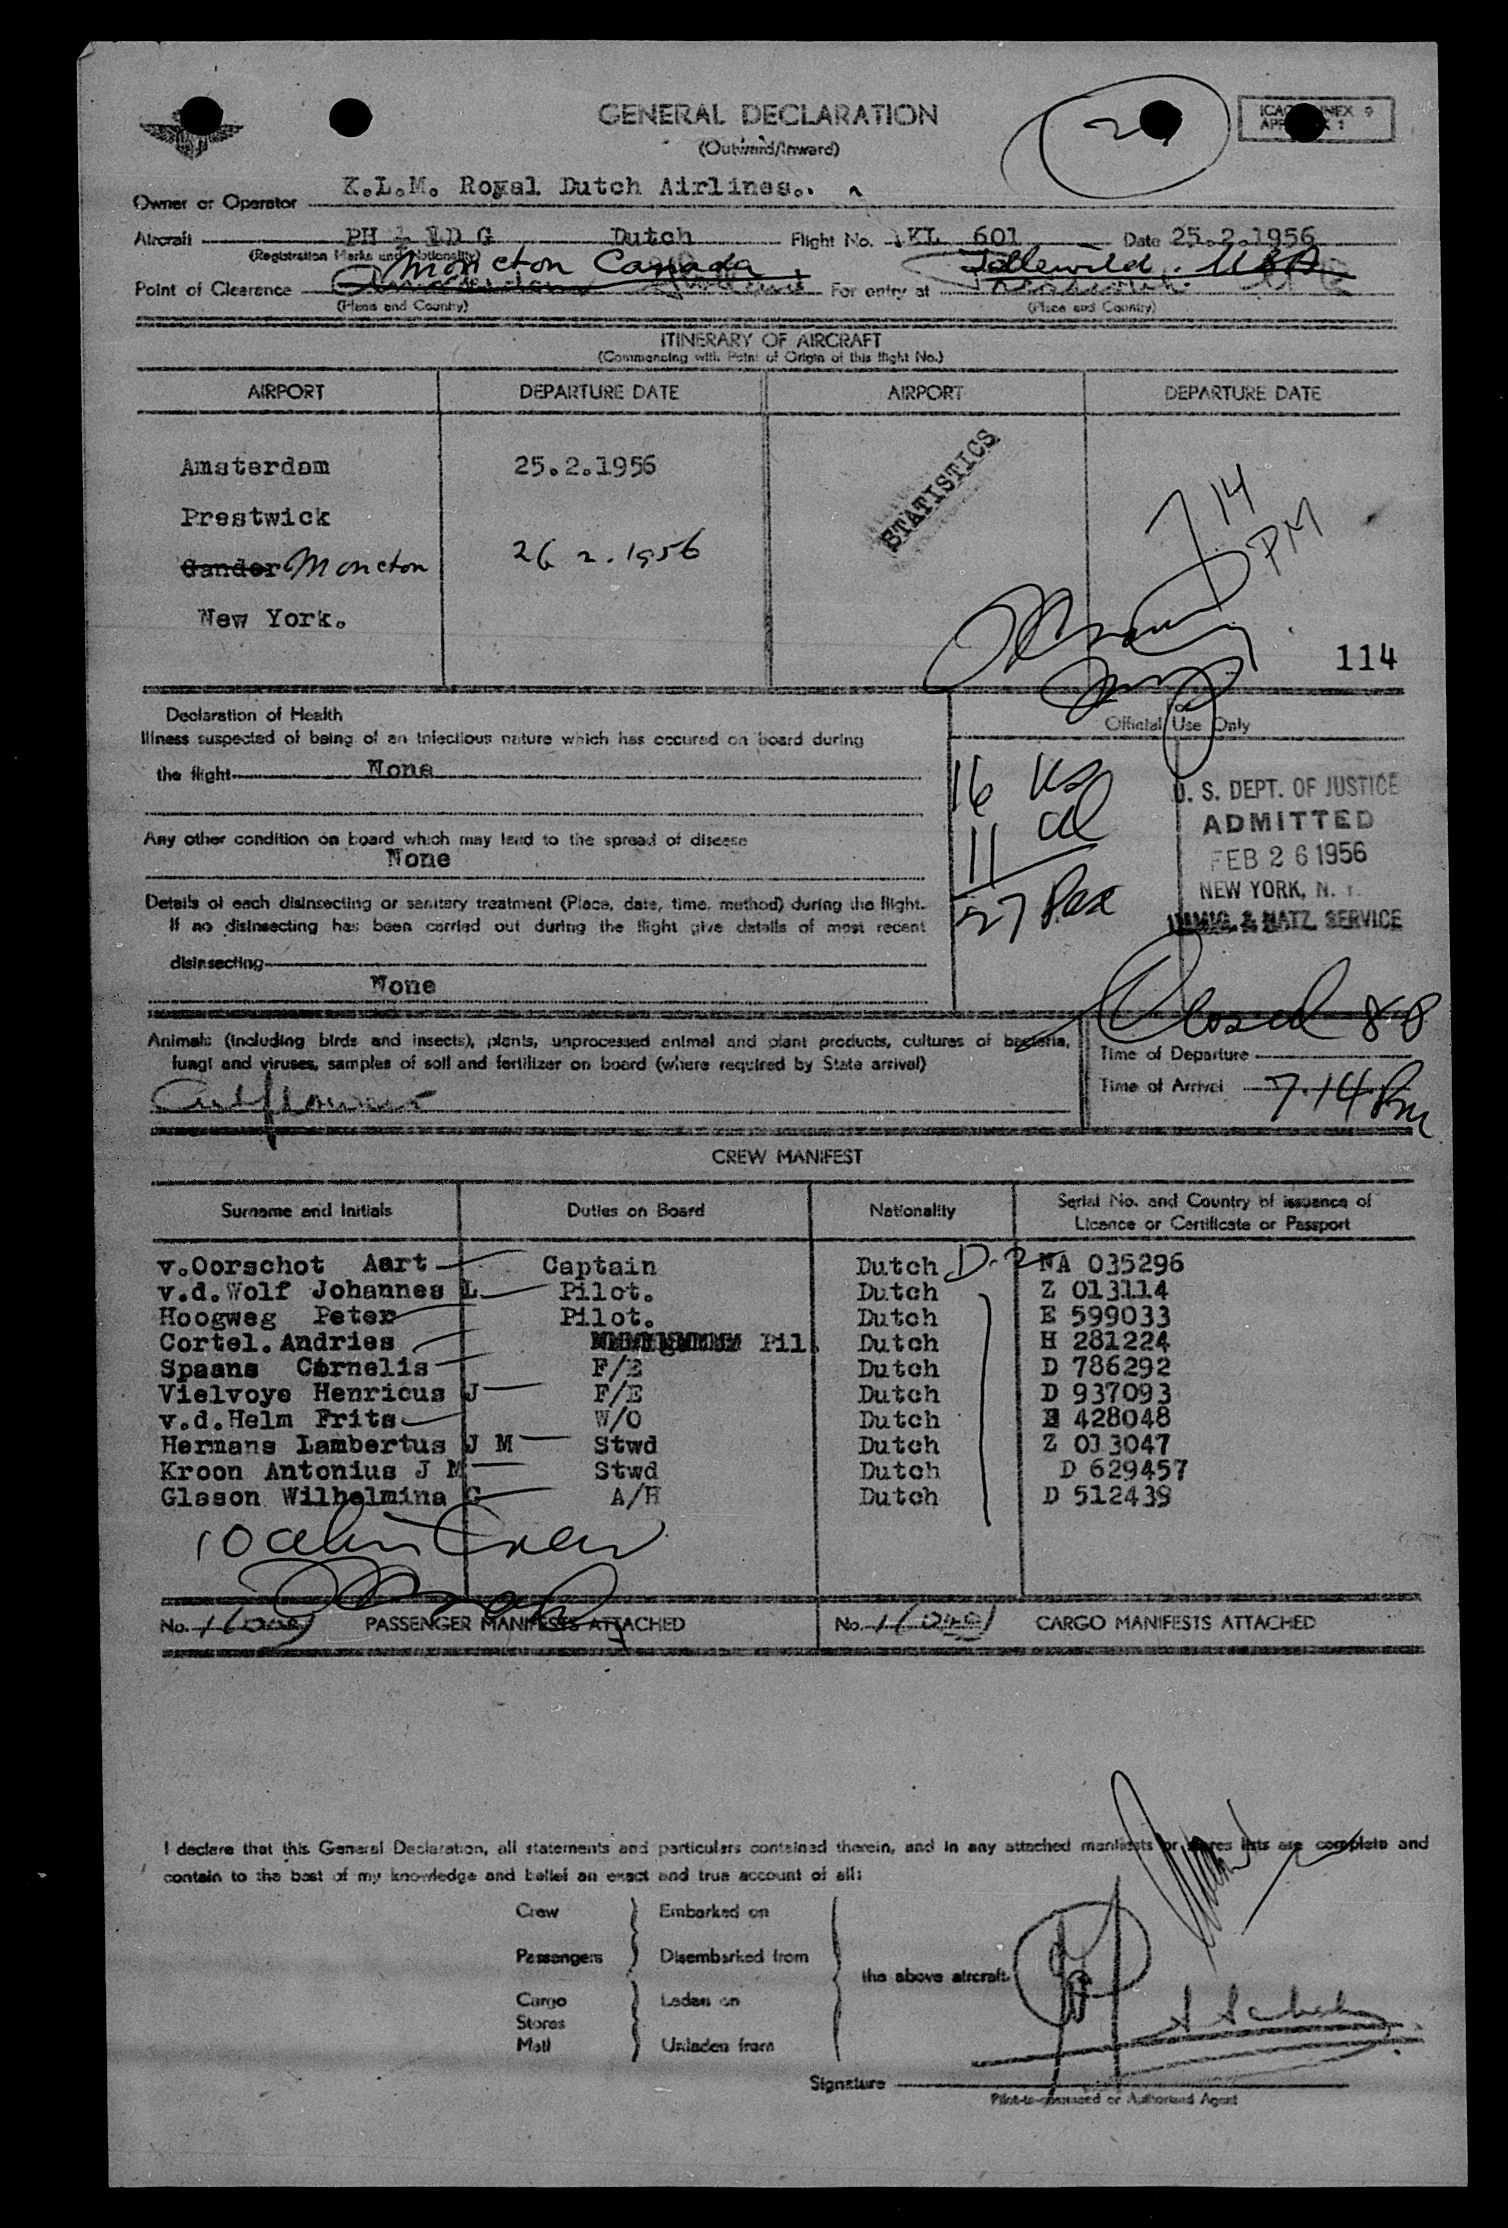 GENERAL DECLARATION
(Outward/Inward)
Owner or Operator K.L.M. Royal Dutch Airlines.
Aircraft PH - LDG Dutch Flight No. KL 601 Date 25.2.1956
(Registration Marks and Nationality)
Moncton Canada Idlewild. USA
Point of Clearance For entry at
(Place and Country) (Place and Country)
ITINERARY OF AIRCRAFT
(Commencing with Point of Origin of this flight No.)
AIRPORT DEPARTURE DATE AIRPORT DEPARTURE DATE
STATISTICS
Amsterdam 25.2.1956
7 14 PM
Prestwick
Gander Moncton 26 2.1956
New York.
114
Declaration of Health
Official Use Only
Illness suspected of being of an infectious nature which has occured on board during
the flight None
16 US
U. S. DEPT. OF JUSTICE
11 al
ADMITTED
Any other condition on board which may lead to the spread of disease
None
FEB 26 1956
NEW YORK, N. Y.
27 Pax
IMMIG. & NATZ. SERVICE
Details of each disinsecting or sanitary treatment (Place, date, time, method) during the flight.
If no disinsecting has been carried out during the flight give details of most recent
disinsecting
None
Closed 88
Animals (including birds and insects), plants, unprocessed animal and plant products, cultures of bacteria,
fungi and viruses, samples of soil and fertilizer on board (where required by State arrival)
Cutflowers
Time of Departure
Time of Arrival 7.14 Pm
CREW MANIFEST
Surname and Initials Duties on Board Nationality Serial No. and Country of issuance of
Licence or Certificate or Passport
v.Oorschot Aart Captain Dutch D-2 NA 035296
v.d.Wolf Johannes L Pilot. Dutch Z 013114
Hoogweg Peter Pilot. Dutch E 599033
Cortel.Andries Pil. Dutch H 281224
Spaans Cornelis F/E Dutch D 786292
Vielvoye Henricus J F/E Dutch D 937093
v.d.Helm Frits W/O Dutch E 428048
Hermans Lambertus J M Stwd Dutch Z 013047
Kroon Antonius J M Stwd Dutch D 629457
Glsson Wilhelmina G A/H Dutch D 512439
10 alien Crew
No. 1 (one) PASSENGER MANIFESTS ATTACHED No. 1 (one) CARGO MANIFESTS ATTACHED
I declare that this General Declaration, all statements and particulars contained therein, and in any attached manifests or stores lists are complete and
contain to the best of my knowledge and belief an exact and true account of all:
Crew Embarked on
Passengers Disembarked from
the above aircraft.
Cargo Laden on
Stores
Mail Unladen from
Signature
Pilot-in-command or Authorised Agent